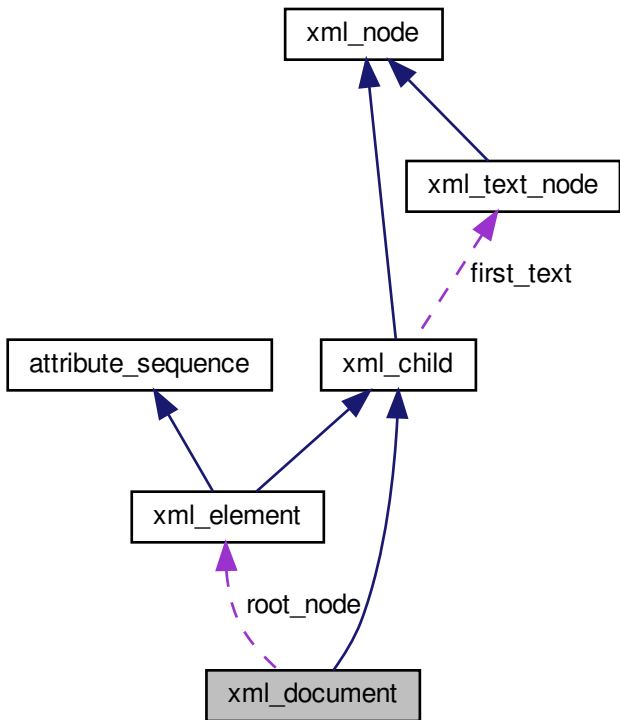 xml_node
xml_text_node
first_text
attribute_sequence
xml_child
xml_element
root_node
xml_document